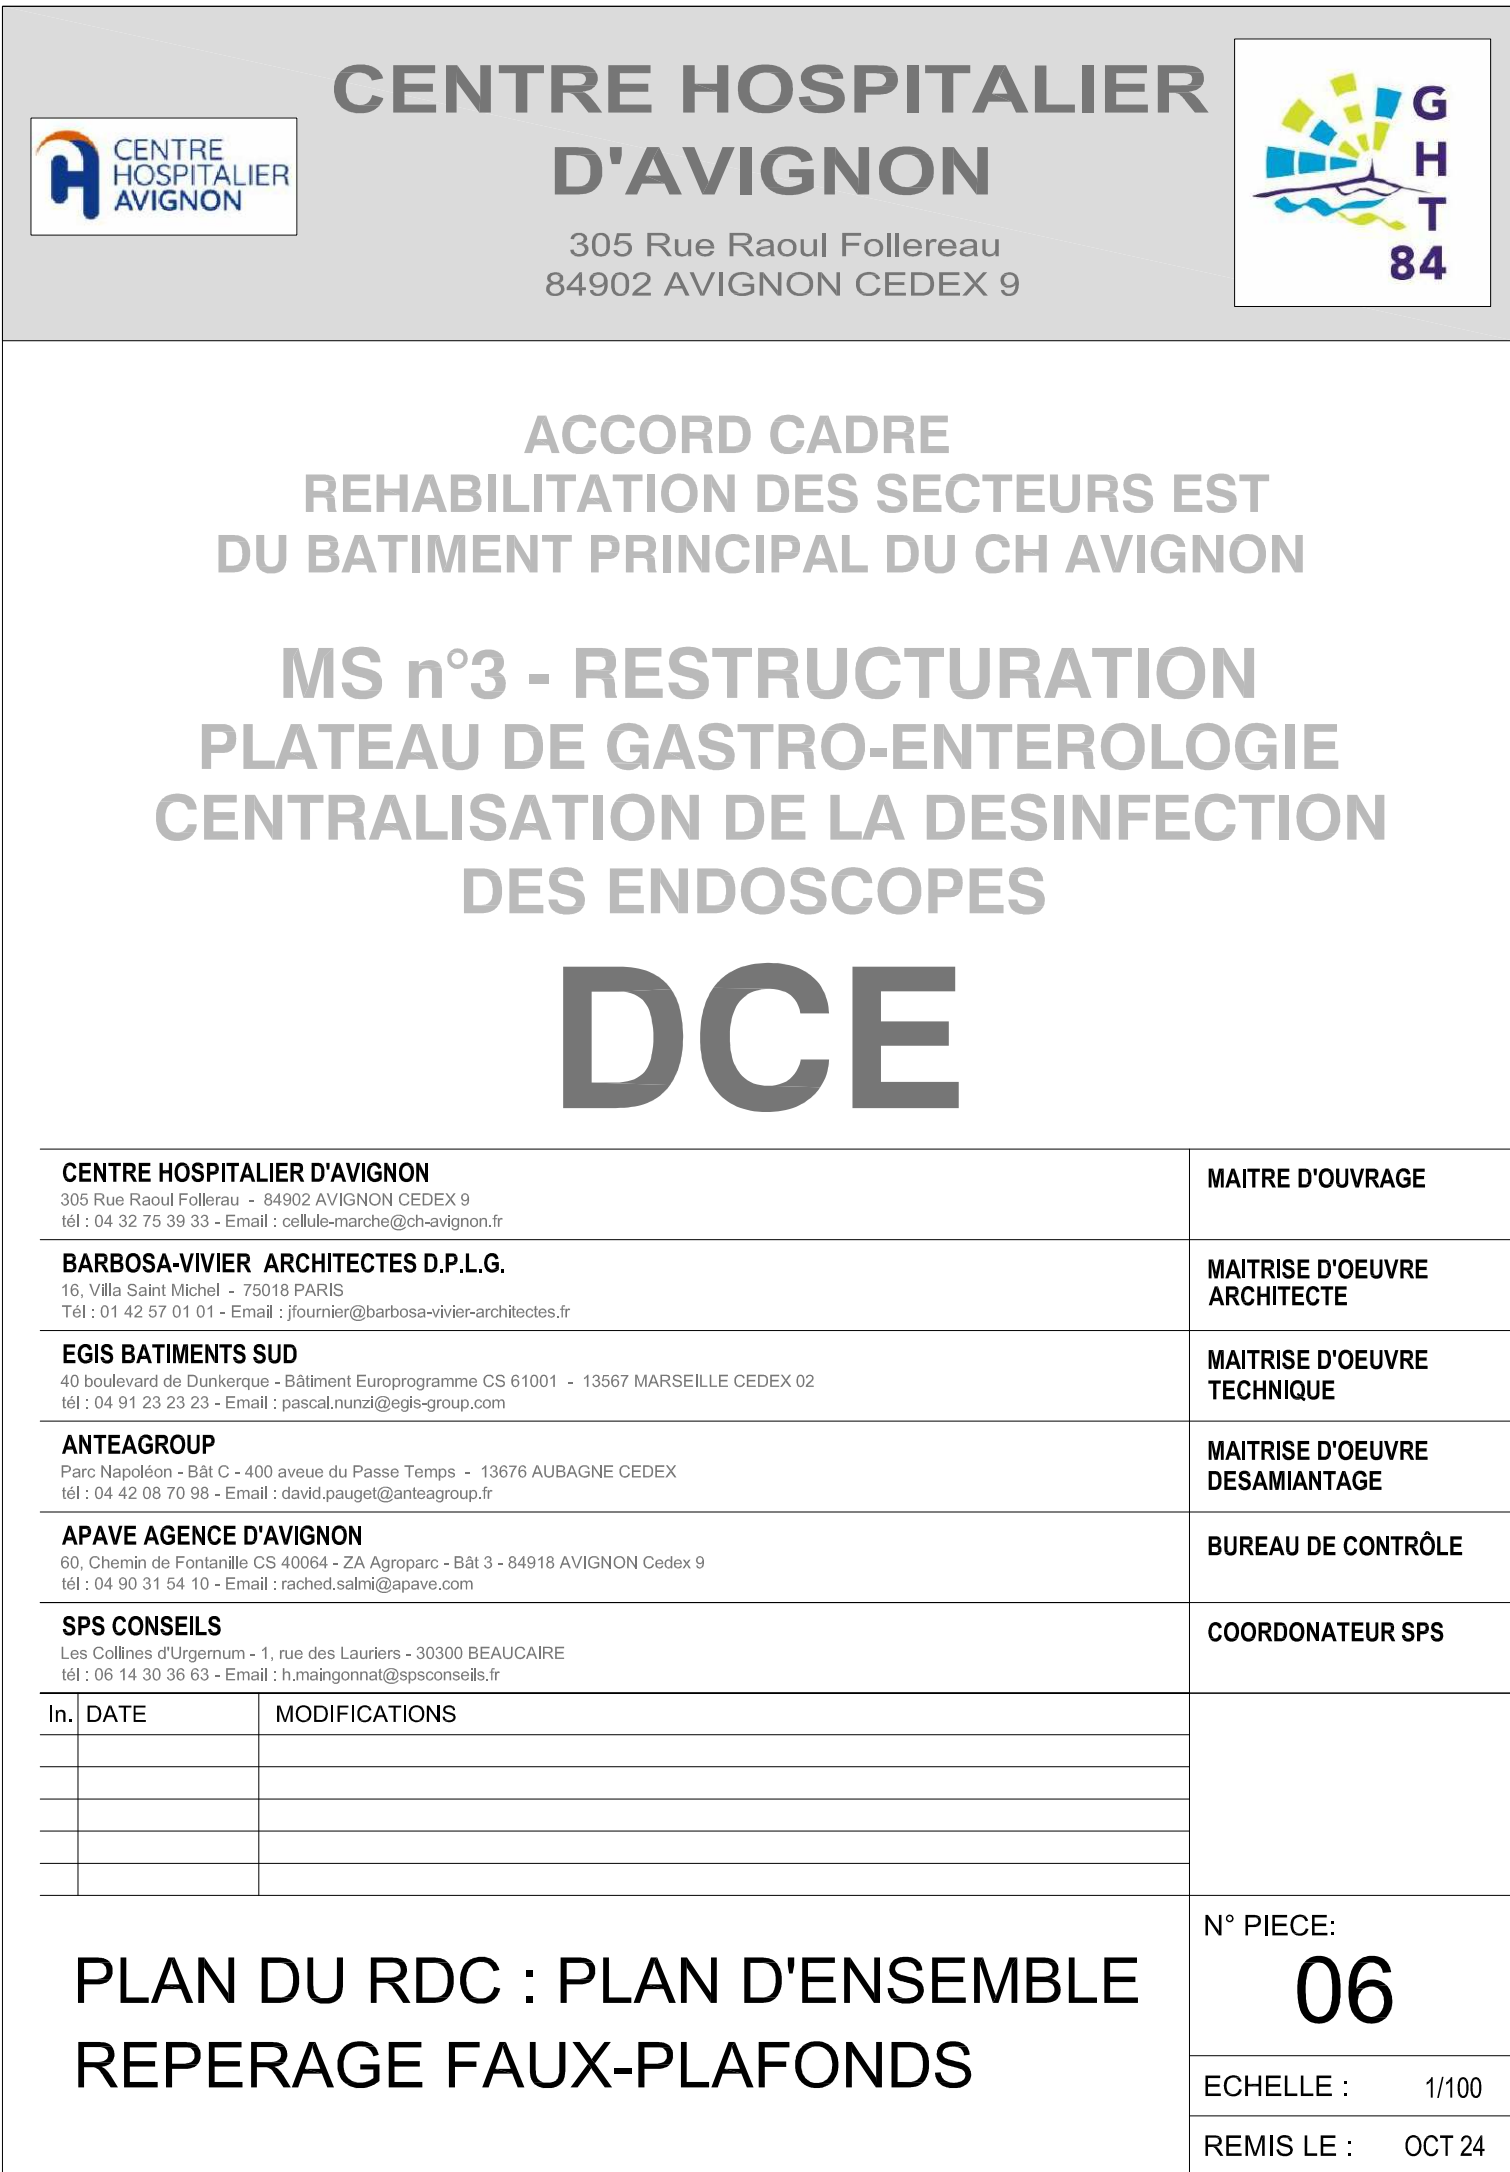 CENTRE HOSPITALIER
D'AVIGNON
305 Rue Raoul Follereau
84902 AVIGNON CEDEX 9
CENTRE
HOSPITALIER
AVIGNON
G
H
T
84
ACCORD CADRE
REHABILITATION DES SECTEURS EST
DU BATIMENT PRINCIPAL DU CH AVIGNON
MS n°3 - RESTRUCTURATION
PLATEAU DE GASTRO-ENTEROLOGIE
CENTRALISATION DE LA DESINFECTION
DES ENDOSCOPES
DCE
CENTRE HOSPITALIER D'AVIGNON
305 Rue Raoul Follerau - 84902 AVIGNON CEDEX 9
tél : 04 32 75 39 33 - Email : cellule-marche@ch-avignon.fr
MAITRE D'OUVRAGE
BARBOSA-VIVIER ARCHITECTES D.P.L.G.
16, Villa Saint Michel - 75018 PARIS
Tél : 01 42 57 01 01 - Email : jfournier@barbosa-vivier-architectes.fr
MAITRISE D'OEUVRE
ARCHITECTE
EGIS BATIMENTS SUD
40 boulevard de Dunkerque - Bâtiment Europrogramme CS 61001 - 13567 MARSEILLE CEDEX 02
tél : 04 91 23 23 23 - Email : pascal.nunzi@egis-group.com
MAITRISE D'OEUVRE
TECHNIQUE
ANTEAGROUP
Parc Napoléon - Bât C - 400 aveue du Passe Temps - 13676 AUBAGNE CEDEX
tél : 04 42 08 70 98 - Email : david.pauget@anteagroup.fr
MAITRISE D'OEUVRE
DESAMIANTAGE
APAVE AGENCE D'AVIGNON
60, Chemin de Fontanille CS 40064 - ZA Agroparc - Bât 3 - 84918 AVIGNON Cedex 9
tél : 04 90 31 54 10 - Email : rached.salmi@apave.com
BUREAU DE CONTRÔLE
SPS CONSEILS
Les Collines d'Urgernum - 1, rue des Lauriers - 30300 BEAUCAIRE
tél : 06 14 30 36 63 - Email : h.maingonnat@spsconseils.fr
COORDONATEUR SPS
In. DATE MODIFICATIONS
PLAN DU RDC : PLAN D'ENSEMBLE
REPERAGE FAUX-PLAFONDS
N° PIECE:
06
ECHELLE : 1/100
REMIS LE : OCT 24